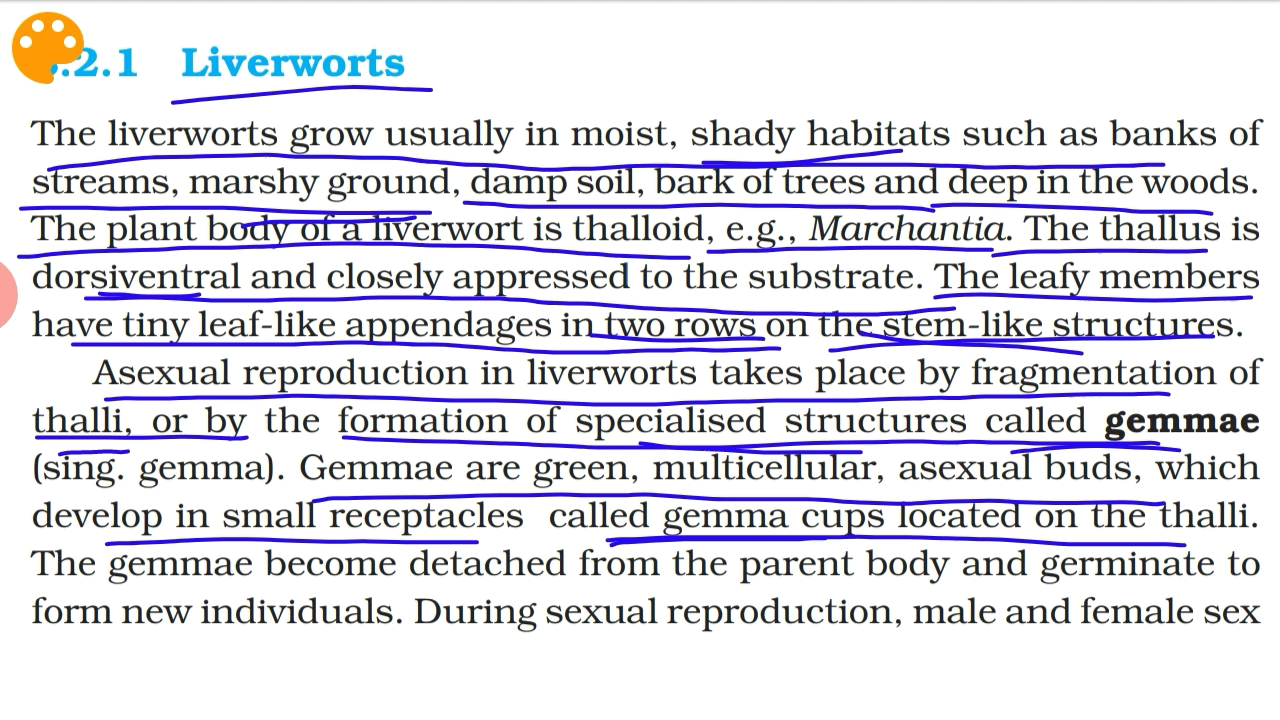 .2.1 Liverworts
The liverworts grow usually in moist, shady habitats such as banks of
streams, marshy ground, damp soil, bark of trees and deep in the woods.
The plant body of a liverwort is thalloid, e.g., Marchantia. The thallus is
dorsiventral and closely appressed to the substrate. The leafy members
have tiny leaf-like appendages in two rows on the stem-like structures.
Asexual reproduction in liverworts takes place by fragmentation of
thalli, or by the formation of specialised structures called gemmae
(sing. gemma). Gemmae are green, multicellular, asexual buds, which
develop in small receptacles called gemma cups located on the thalli.
The gemmae become detached from the parent body and germinate to
form new individuals. During sexual reproduction, male and female sex